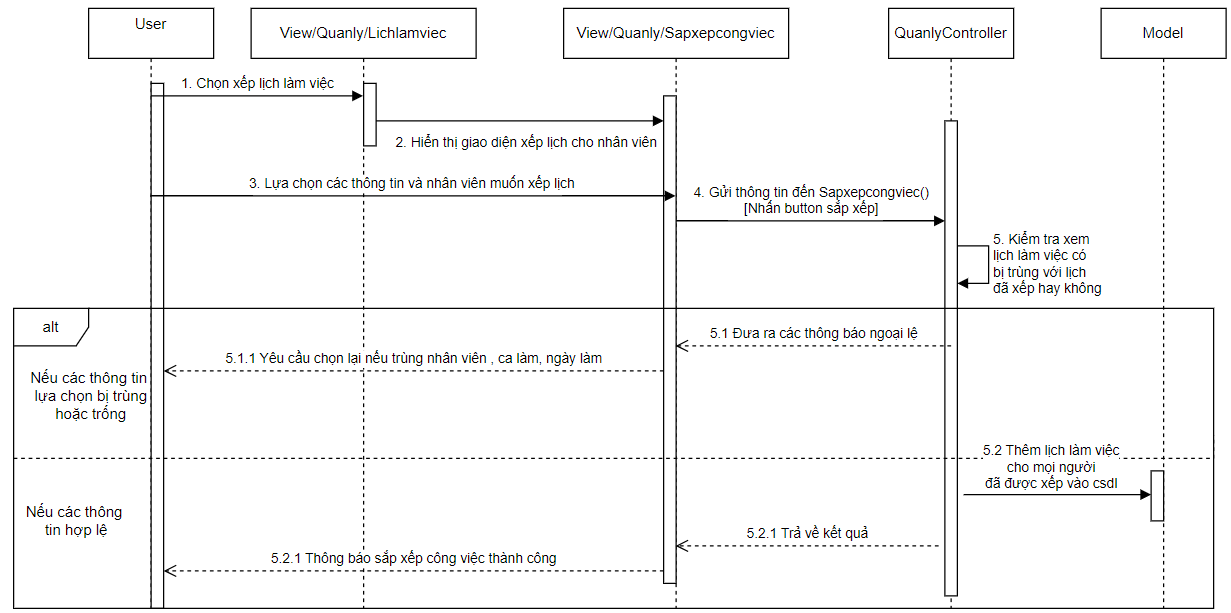 User
View/Quanly/Lichlamviec
View/Quanly/Sapxepcongviec
QuanlyController
Model
1. Chọn xếp lịch làm việc
2. Hiển thị giao diện xếp lịch cho nhân viên
3. Lựa chọn các thông tin và nhân viên muốn xếp lịch
4. Gửi thông tin đến Sapxepcongviec()
[Nhấn button sắp xếp]
5. Kiểm tra xem
lịch làm việc có
bị trùng với lịch
đã xếp hay không
alt
5.1 Đưa ra các thông báo ngoại lệ
5.1.1 Yêu cầu chọn lại nếu trùng nhân viên , ca làm, ngày làm
Nếu các thông tin
lựa chọn bị trùng
hoặc trống
5.2 Thêm lịch làm việc
cho mọi người
đã được xếp vào csdl
Nếu các thông
tin hợp lệ
5.2.1 Trả về kết quả
5.2.1 Thông báo sắp xếp công việc thành công